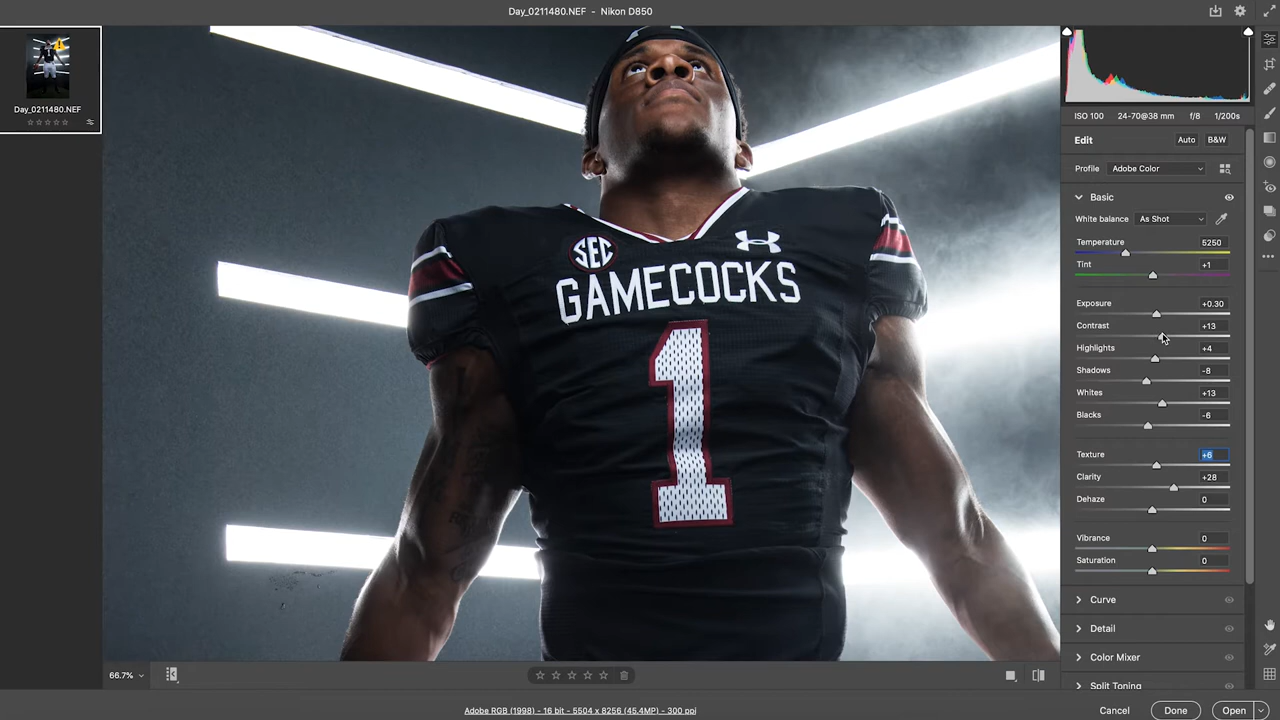 Day_0211480.NEF - Nikon D850
1
Day_0211480.NEF
SEC
GAMECOCKS
1
ISO 100 24-70@38 mm f/8 1/200s
Edit Auto B&W
Profile Adobe Color
Basic
White balance As Shot
Temperature 5250
Tint +1
Exposure +0.30
Contrast +13
Highlights +4
Shadows -8
Whites +13
Blacks -6
Texture +6
Clarity +28
Dehaze 0
Vibrance 0
Saturation 0
Curve
Detail
Color Mixer
Split Toning
66.7%
Adobe RGB (1998) - 16 bit - 5504 x 8256 (45.4MP) - 300 ppi
Cancel Done Open